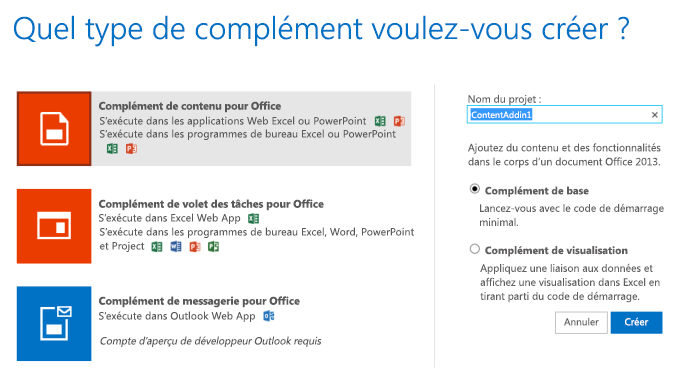 Quel type de complément voulez-vous créer ?
Complément de contenu pour Office
S'exécute dans les applications Web Excel ou PowerPoint
S'exécute dans les programmes de bureau Excel ou PowerPoint
Complément de volet des tâches pour Office
S'exécute dans Excel Web App
S'exécute dans les programmes de bureau Excel, Word, PowerPoint
et Project
Complément de messagerie pour Office
S'exécute dans Outlook Web App
Compte d'aperçu de développeur Outlook requis
Nom du projet :
ContentAddin1
Ajoutez du contenu et des fonctionnalités
dans le corps d'un document Office 2013.
Complément de base
Lancez-vous avec le code de démarrage
minimal.
Complément de visualisation
Appliquez une liaison aux données et
affichez une visualisation dans Excel en
tirant parti du code de démarrage.
Annuler
Créer